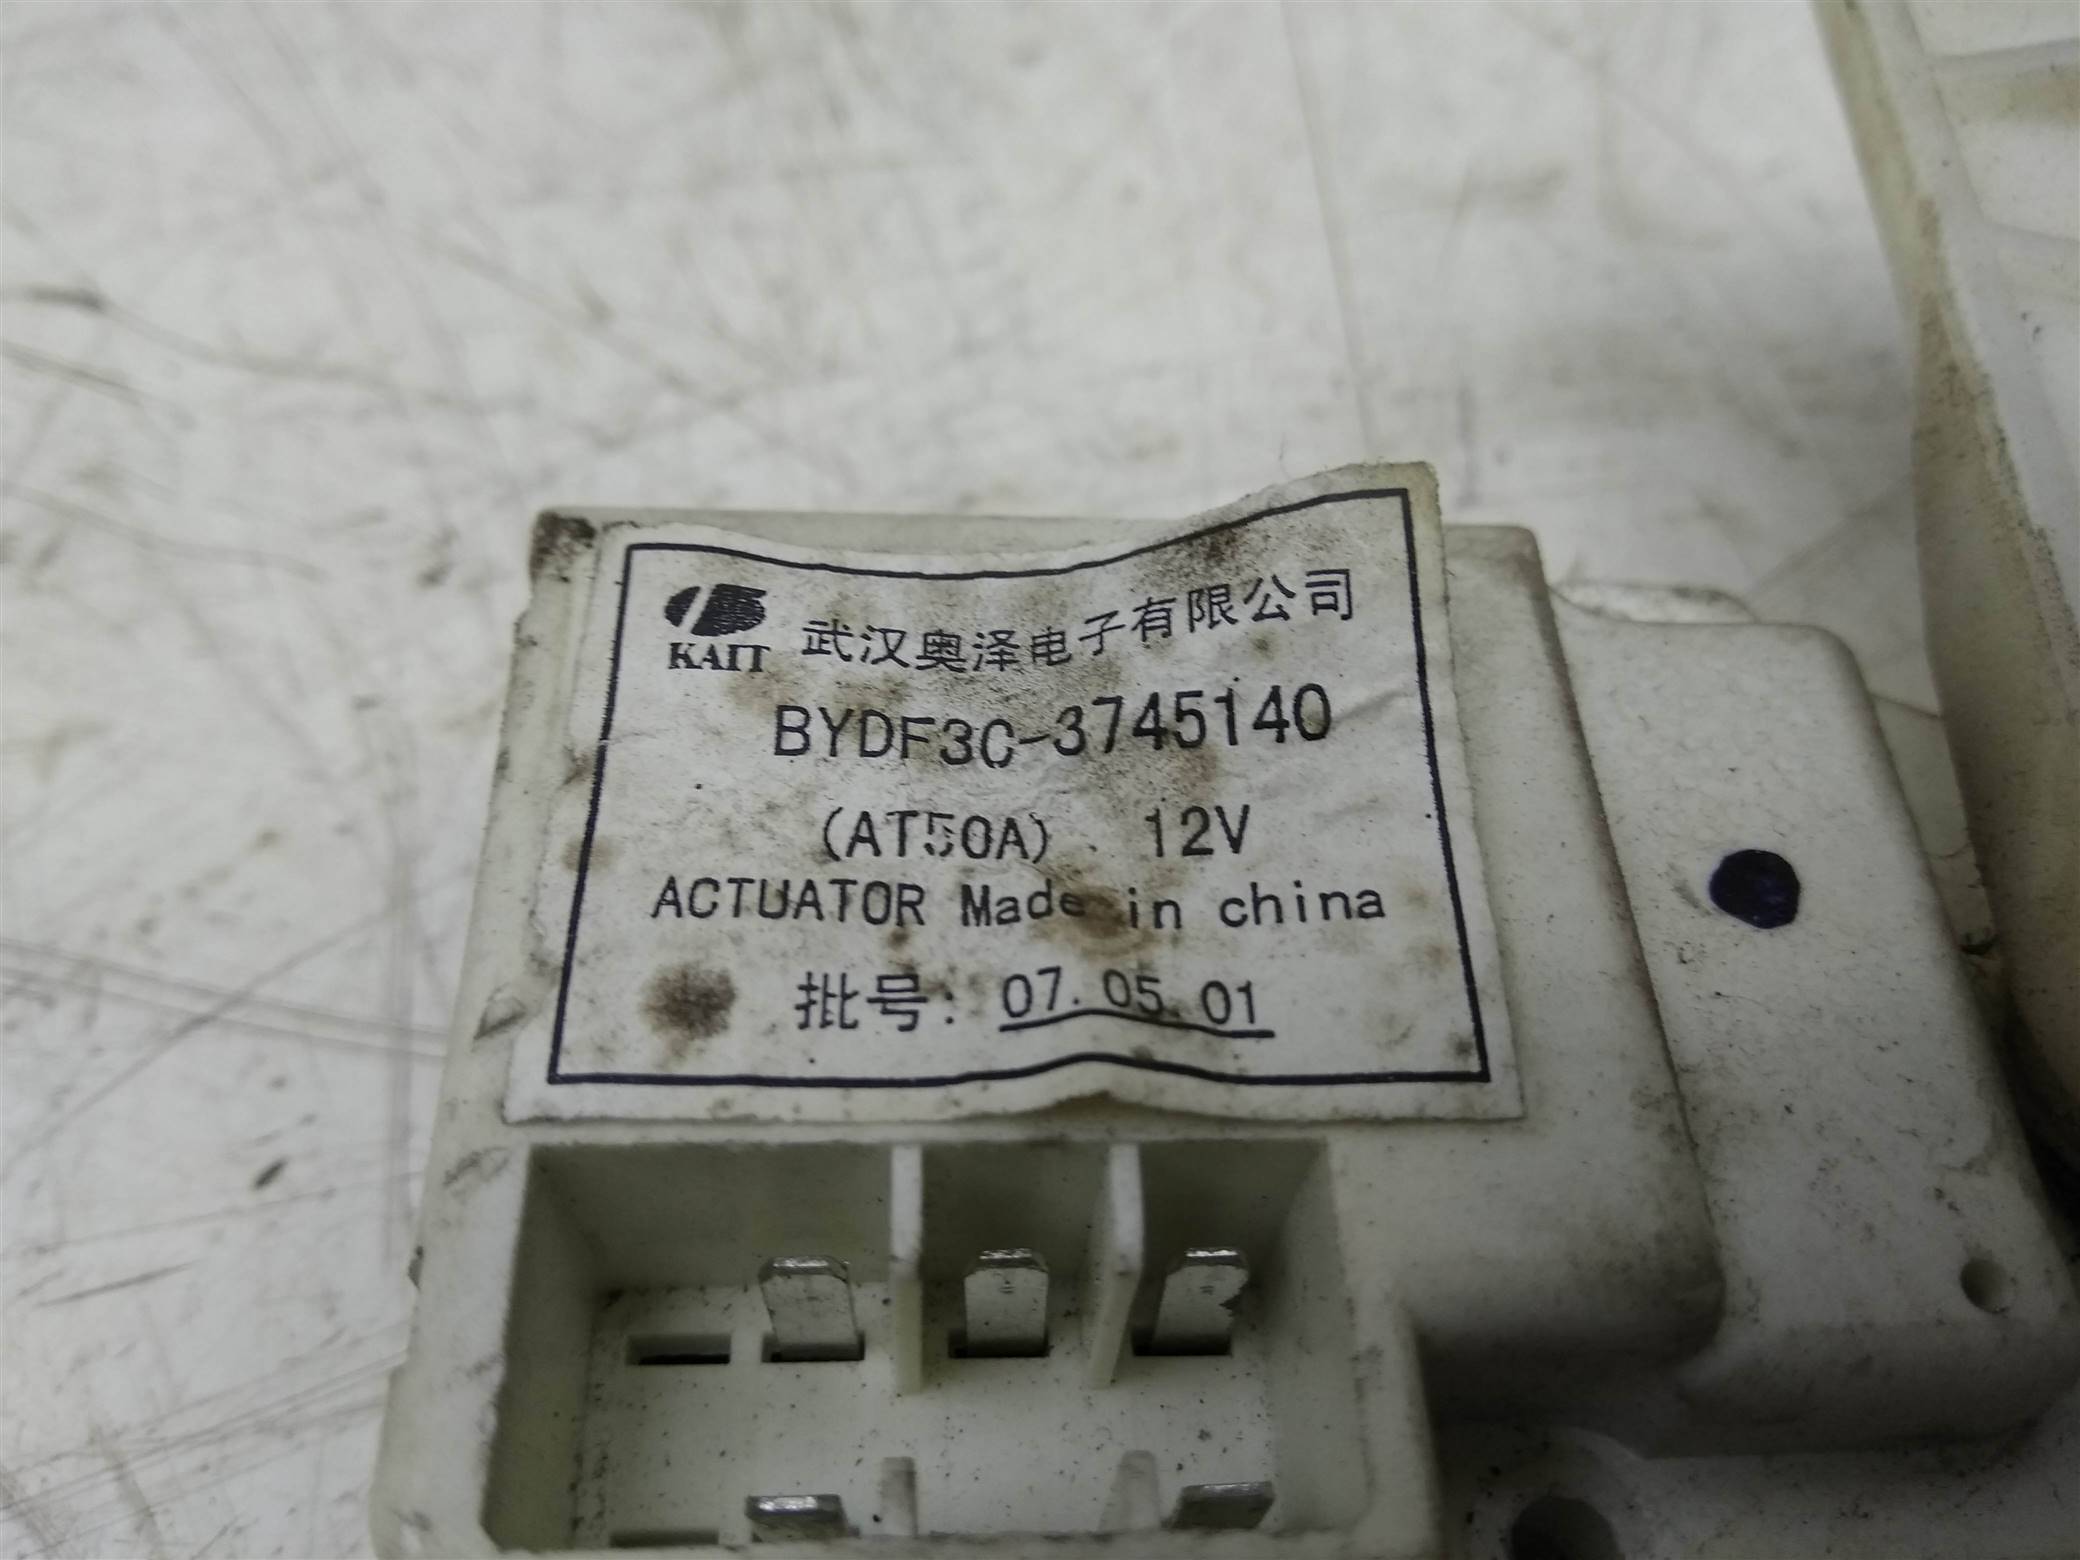 KAIT 武汉奥泽电子有限公司
BYDF3C-3745140
(AT50A) 12V
ACTUATOR Made in china
批号: 07.05.01